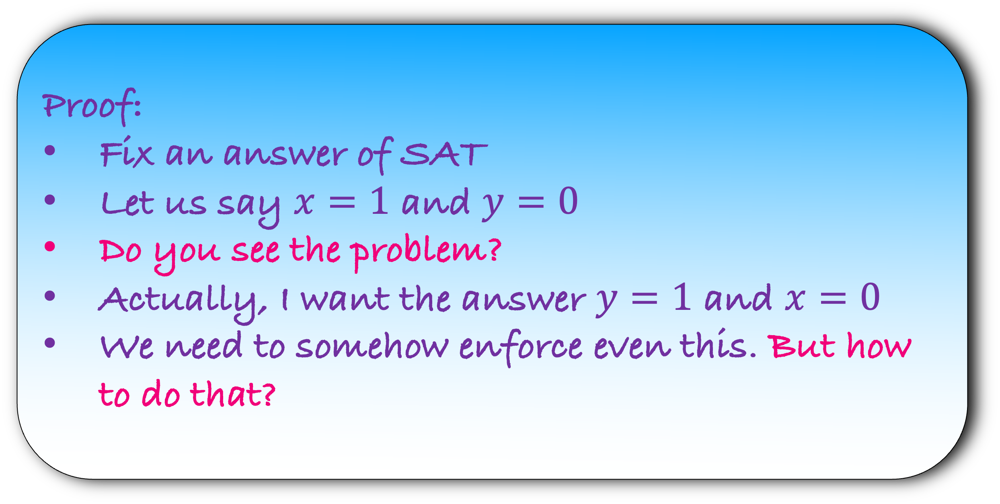 Proof:
• Fix an answer of SAT
• Let us say x = 1 and y = 0
• Do you see the problem?
• Actually, I want the answer y = 1 and x = 0
• We need to somehow enforce even this. But how
to do that?